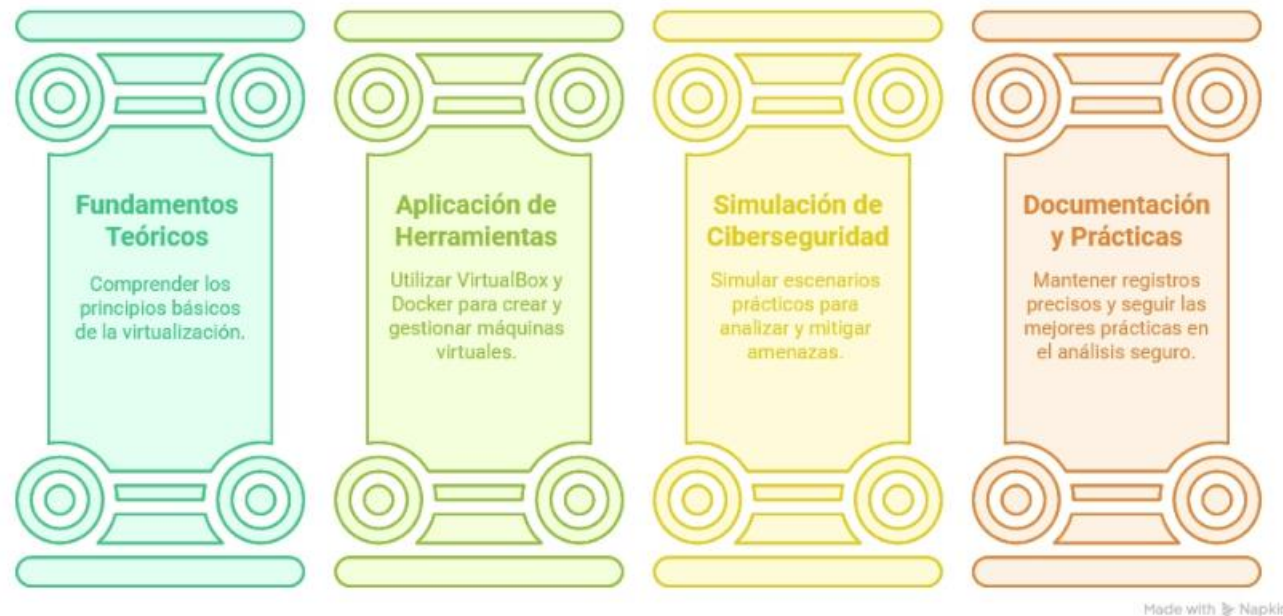 Fundamentos
Teóricos
Comprender los
principios básicos
de la virtualización.
Aplicación de
Herramientas
Utilizar VirtualBox y
Docker para crear y
gestionar máquinas
virtuales.
Simulación de
Ciberseguridad
Simular escenarios
prácticos para
analizar y mitigar
amenazas.
Documentación
y Prácticas
Mantener registros
precisos y seguir las
mejores prácticas en
el análisis seguro.
Made with Napkin